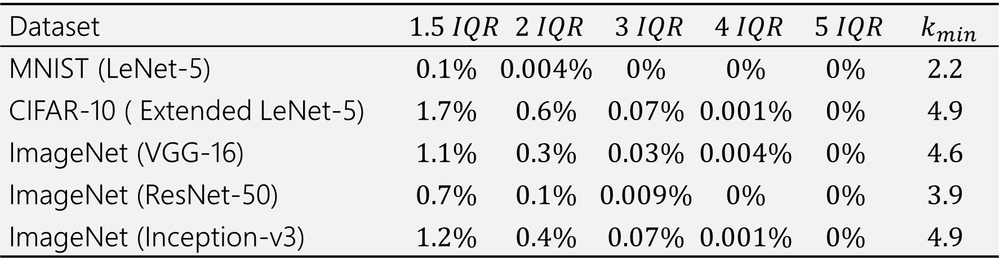 Dataset 1.5 IQR 2 IQR 3 IQR 4 IQR 5 IQR k_min
MNIST (LeNet-5) 0.1% 0.004% 0% 0% 0% 2.2
CIFAR-10 ( Extended LeNet-5) 1.7% 0.6% 0.07% 0.001% 0% 4.9
ImageNet (VGG-16) 1.1% 0.3% 0.03% 0.004% 0% 4.6
ImageNet (ResNet-50) 0.7% 0.1% 0.009% 0% 0% 3.9
ImageNet (Inception-v3) 1.2% 0.4% 0.07% 0.001% 0% 4.9